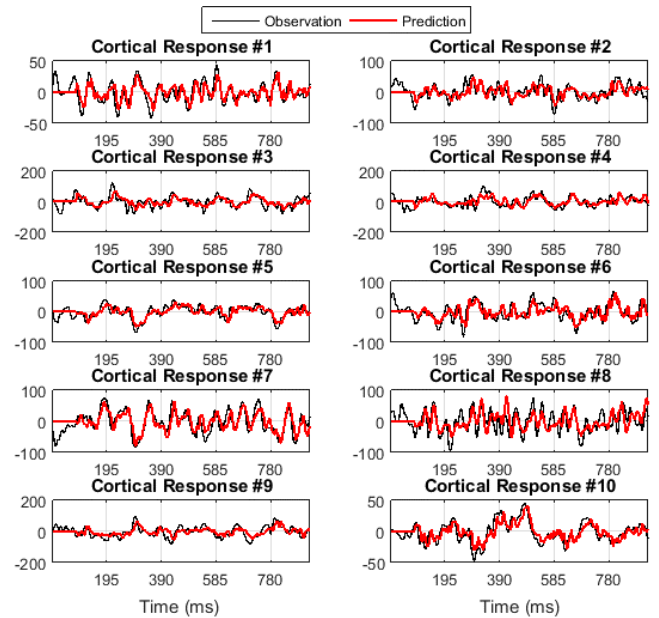 Observation Prediction
Cortical Response #1 Cortical Response #2
50 100
0 0
-50 -100
195 390 585 780 195 390 585 780
Cortical Response #3 Cortical Response #4
200 200
0 0
-200 -200
195 390 585 780 195 390 585 780
Cortical Response #5 Cortical Response #6
100 100
0 0
-100 -100
195 390 585 780 195 390 585 780
Cortical Response #7 Cortical Response #8
100 100
0 0
-100 -100
195 390 585 780 195 390 585 780
Cortical Response #9 Cortical Response #10
200 50
0 0
-200 -50
195 390 585 780 195 390 585 780
Time (ms) Time (ms)